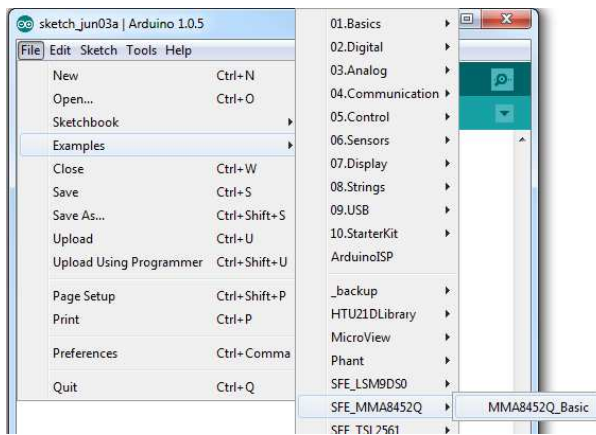 sketch_jun03a | Arduino 1.0.5
File Edit Sketch Tools Help
New Ctrl+N
Open... Ctrl+O
Sketchbook
Examples
Close Ctrl+W
Save Ctrl+S
Save As... Ctrl+Shift+S
Upload Ctrl+U
Upload Using Programmer Ctrl+Shift+U
Page Setup Ctrl+Shift+P
Print Ctrl+P
Preferences Ctrl+Comma
Quit Ctrl+Q
01.Basics
02.Digital
03.Analog
04.Communication
05.Control
06.Sensors
07.Display
08.Strings
09.USB
10.StarterKit
ArduinoISP
_backup
HTU21DLibrary
MicroView
Phant
SFE_LSM9DS0
SFE_MMA8452Q
SFE_TSL2561
MMA8452Q_Basic